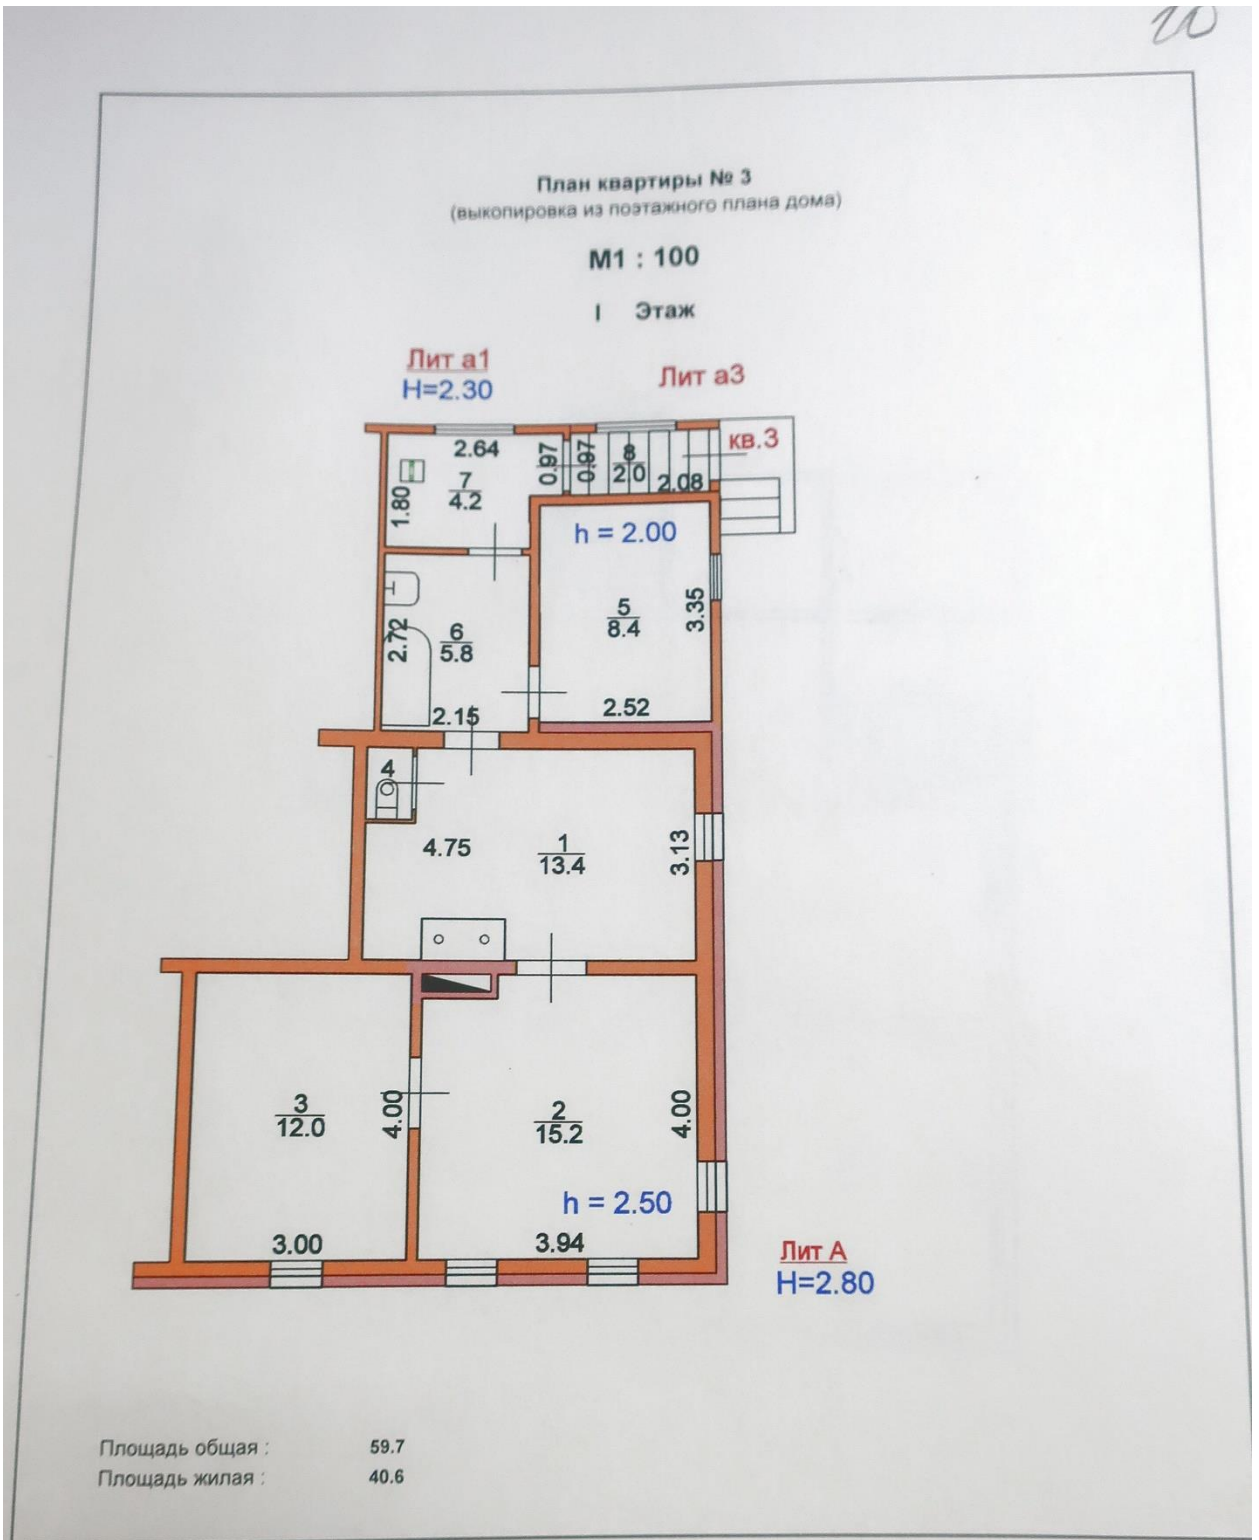 20
План квартиры № 3
(выкопировка из поэтажного плана дома)
М1 : 100
I Этаж
Лит а1
Н=2.30
Лит а3
кв.3
2.64
0.97
0.97
8
2.0
2.08
7
4.2
1.80
h = 2.00
5
8.4
3.35
2.72
6
5.8
2.15
2.52
4
4.75
1
13.4
3.13
3
12.0
4.00
2
15.2
4.00
h = 2.50
3.00
3.94
Лит А
Н=2.80
Площадь общая : 59.7
Площадь жилая : 40.6